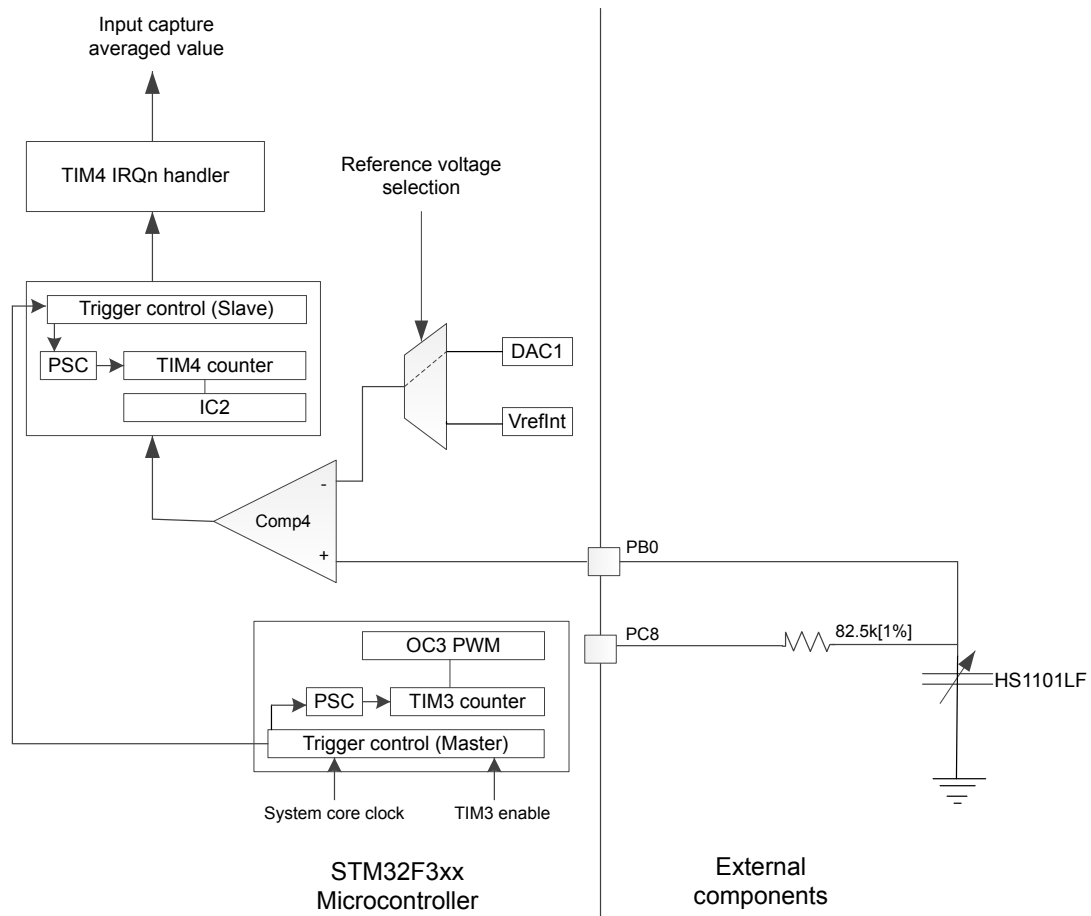 Input capture
averaged value
TIM4 IRQn handler
Reference voltage
selection
Trigger control (Slave)
PSC
TIM4 counter
IC2
DAC1
VrefInt
-
Comp4
+
PB0
PC8
82.5k[1%]
HS1101LF
OC3 PWM
PSC
TIM3 counter
Trigger control (Master)
System core clock
TIM3 enable
STM32F3xx
Microcontroller
External
components